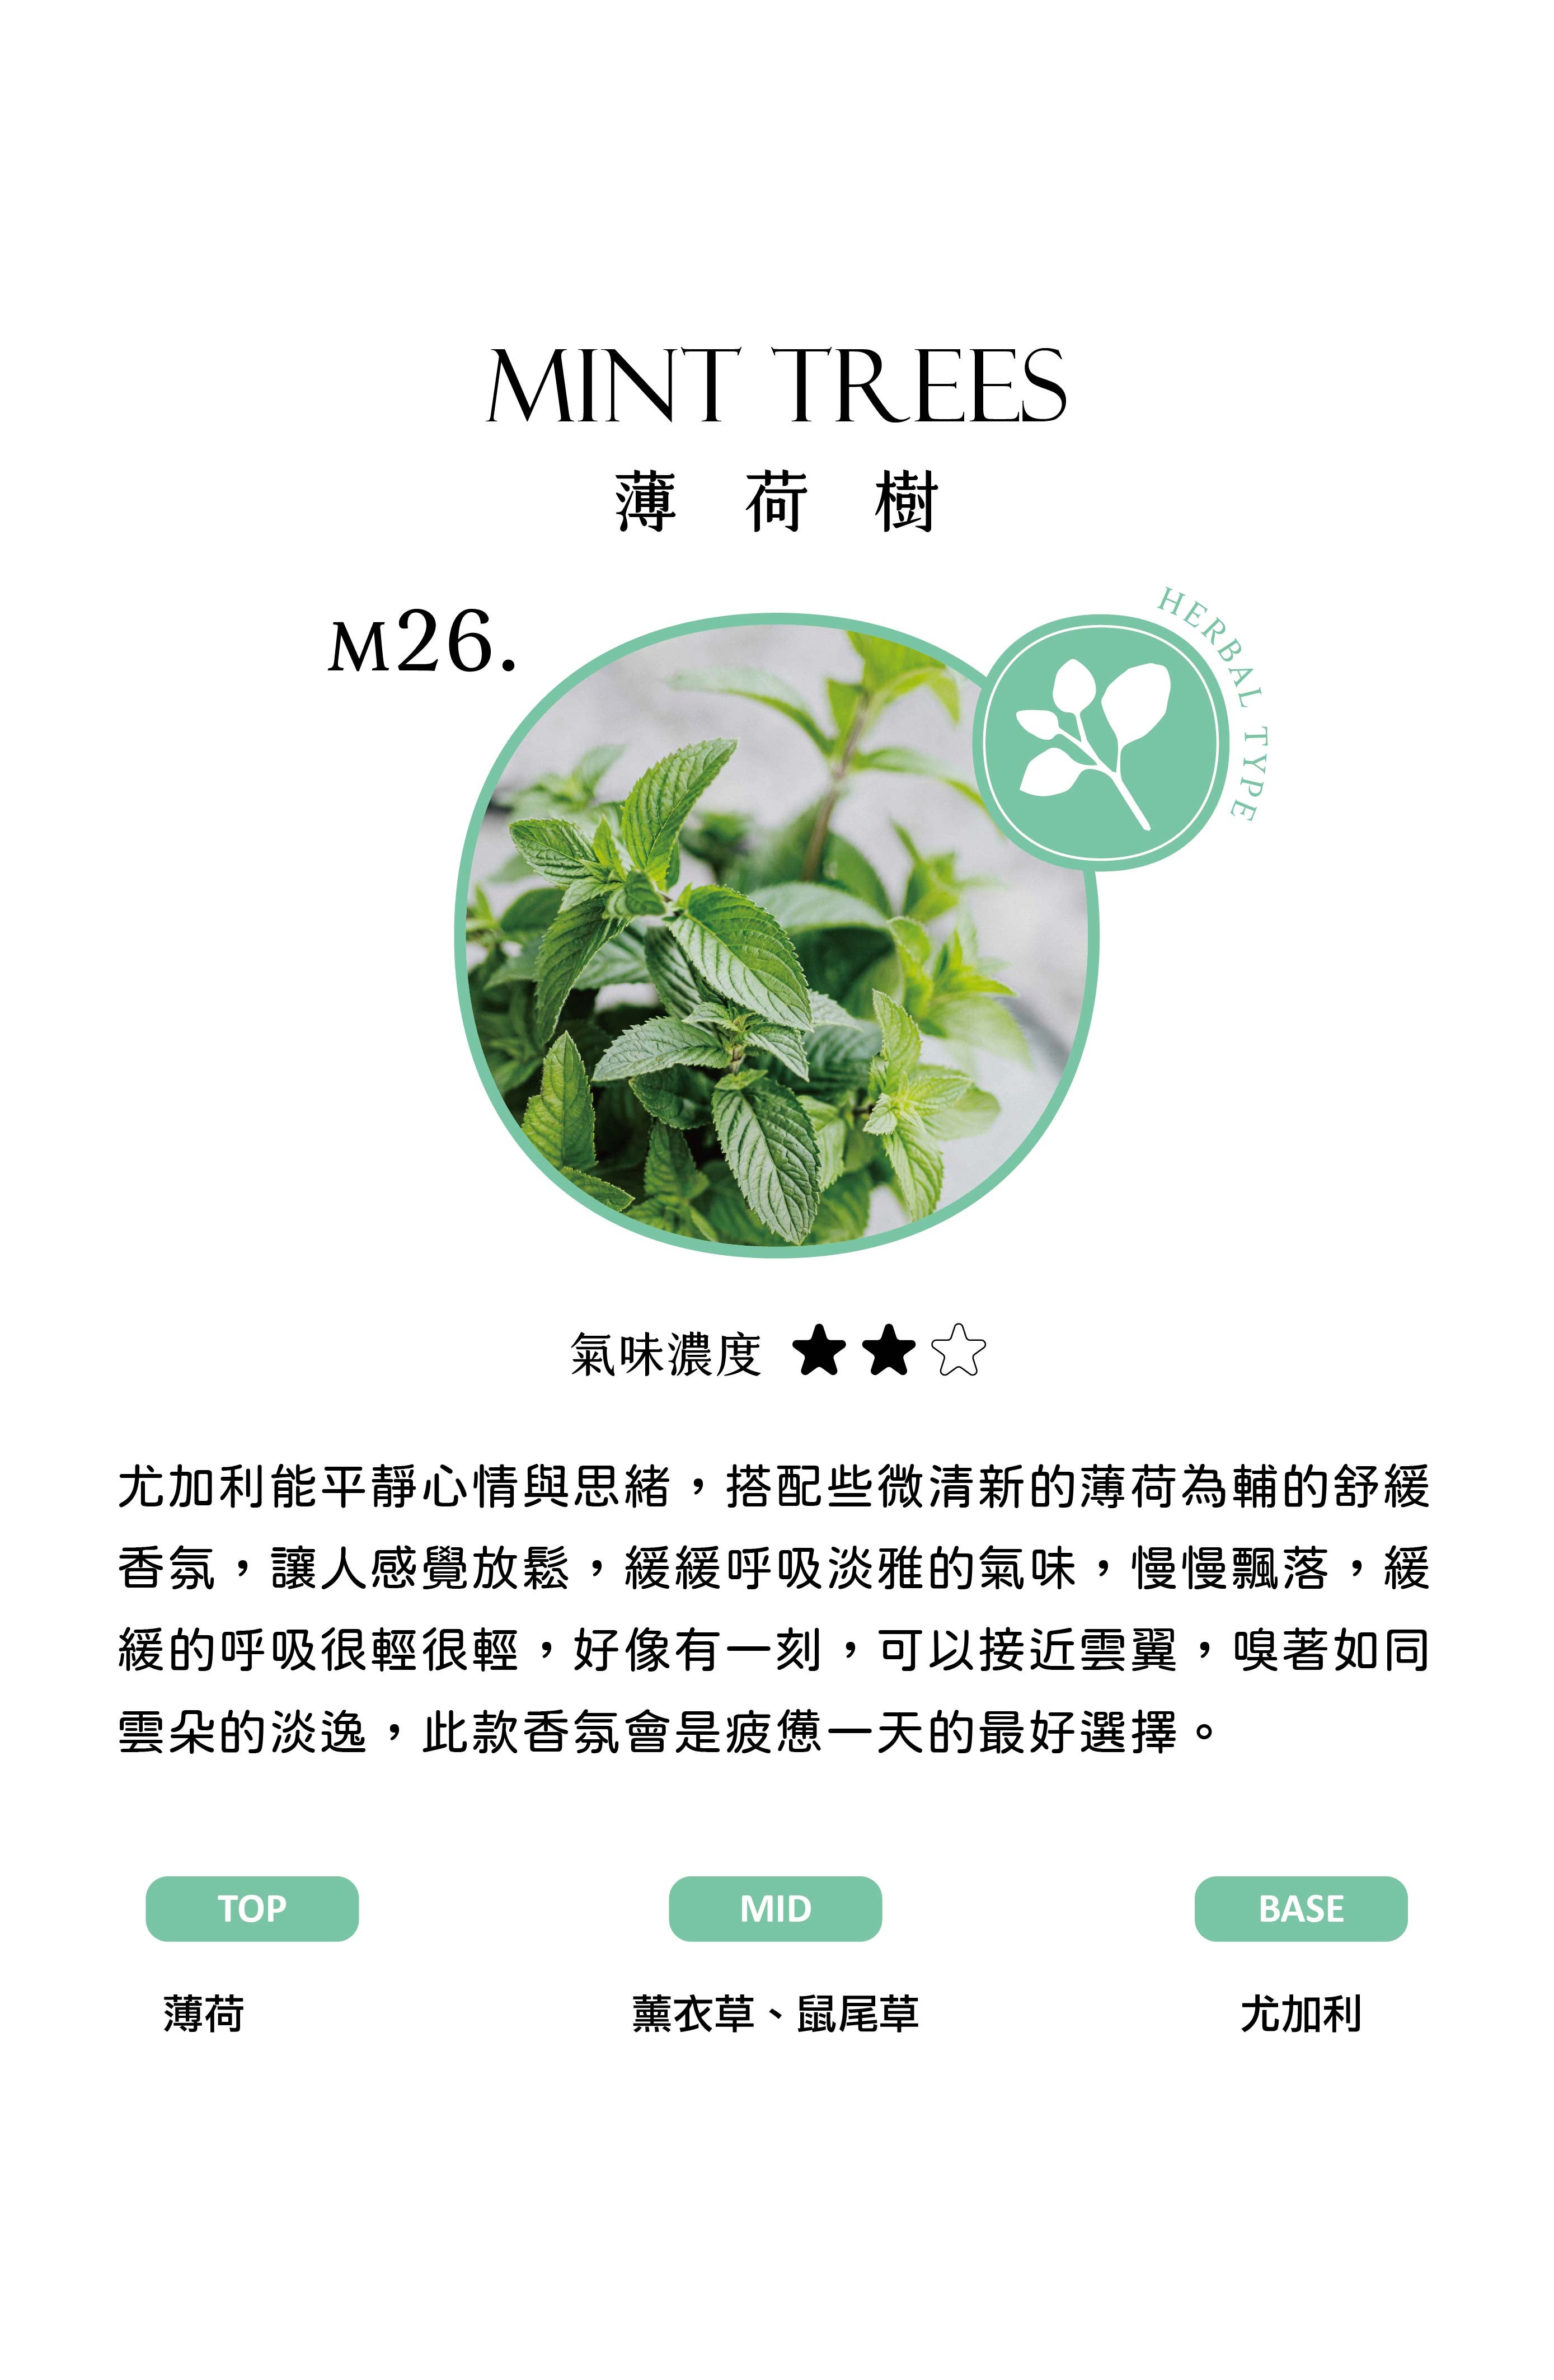 MINT TREES
薄荷樹
M26.
HERBAL TYPE
氣味濃度 ★★☆
尤加利能平靜心情與思緒，搭配些微清新的薄荷為輔的舒緩
香氛，讓人感覺放鬆，緩緩呼吸淡雅的氣味，慢慢飄落，緩
緩的呼吸很輕很輕，好像有一刻，可以接近雲翼，嗅著如同
雲朵的淡逸，此款香氛會是疲憊一天的最好選擇。
TOP MID BASE
薄荷 薰衣草、鼠尾草 尤加利